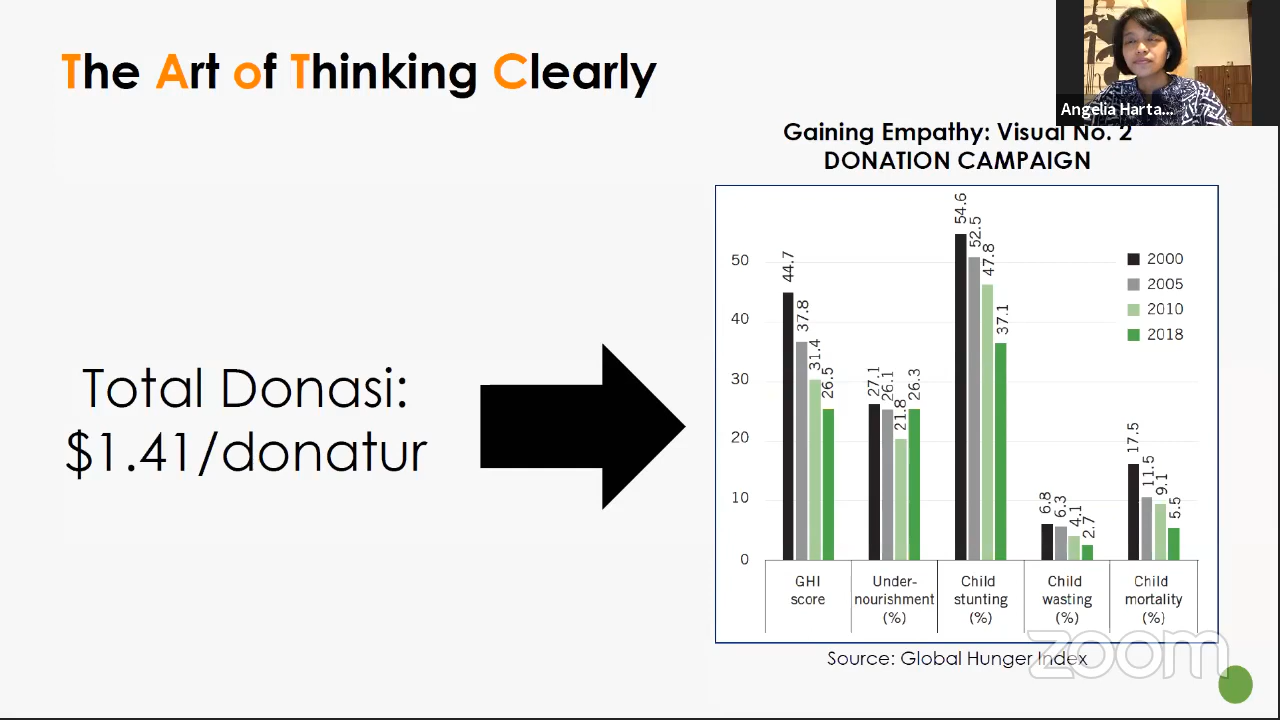 The Art of Thinking Clearly
Angelia Harta...
Gaining Empathy: Visual No. 2
DONATION CAMPAIGN
Total Donasi:
$1.41/donatur
50
40
30
20
10
0
44.7
37.8
31.4
26.5
27.1
26.1
21.8
26.3
54.6
52.5
47.8
37.1
6.8
6.3
4.1
2.7
17.5
11.5
9.1
5.5
2000
2005
2010
2018
GHI
score
Under-
nourishment
(%)
Child
stunting
(%)
Child
wasting
(%)
Child
mortality
(%)
Source: Global Hunger Index
zoom